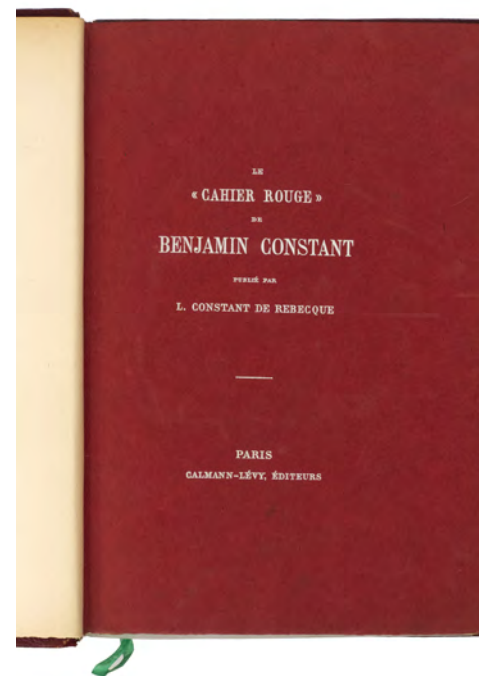 LE
« CAHIER ROUGE »
DE
BENJAMIN CONSTANT
PUBLIÉ PAR
L. CONSTANT DE REBECQUE
PARIS
CALMANN-LÉVY, ÉDITEURS